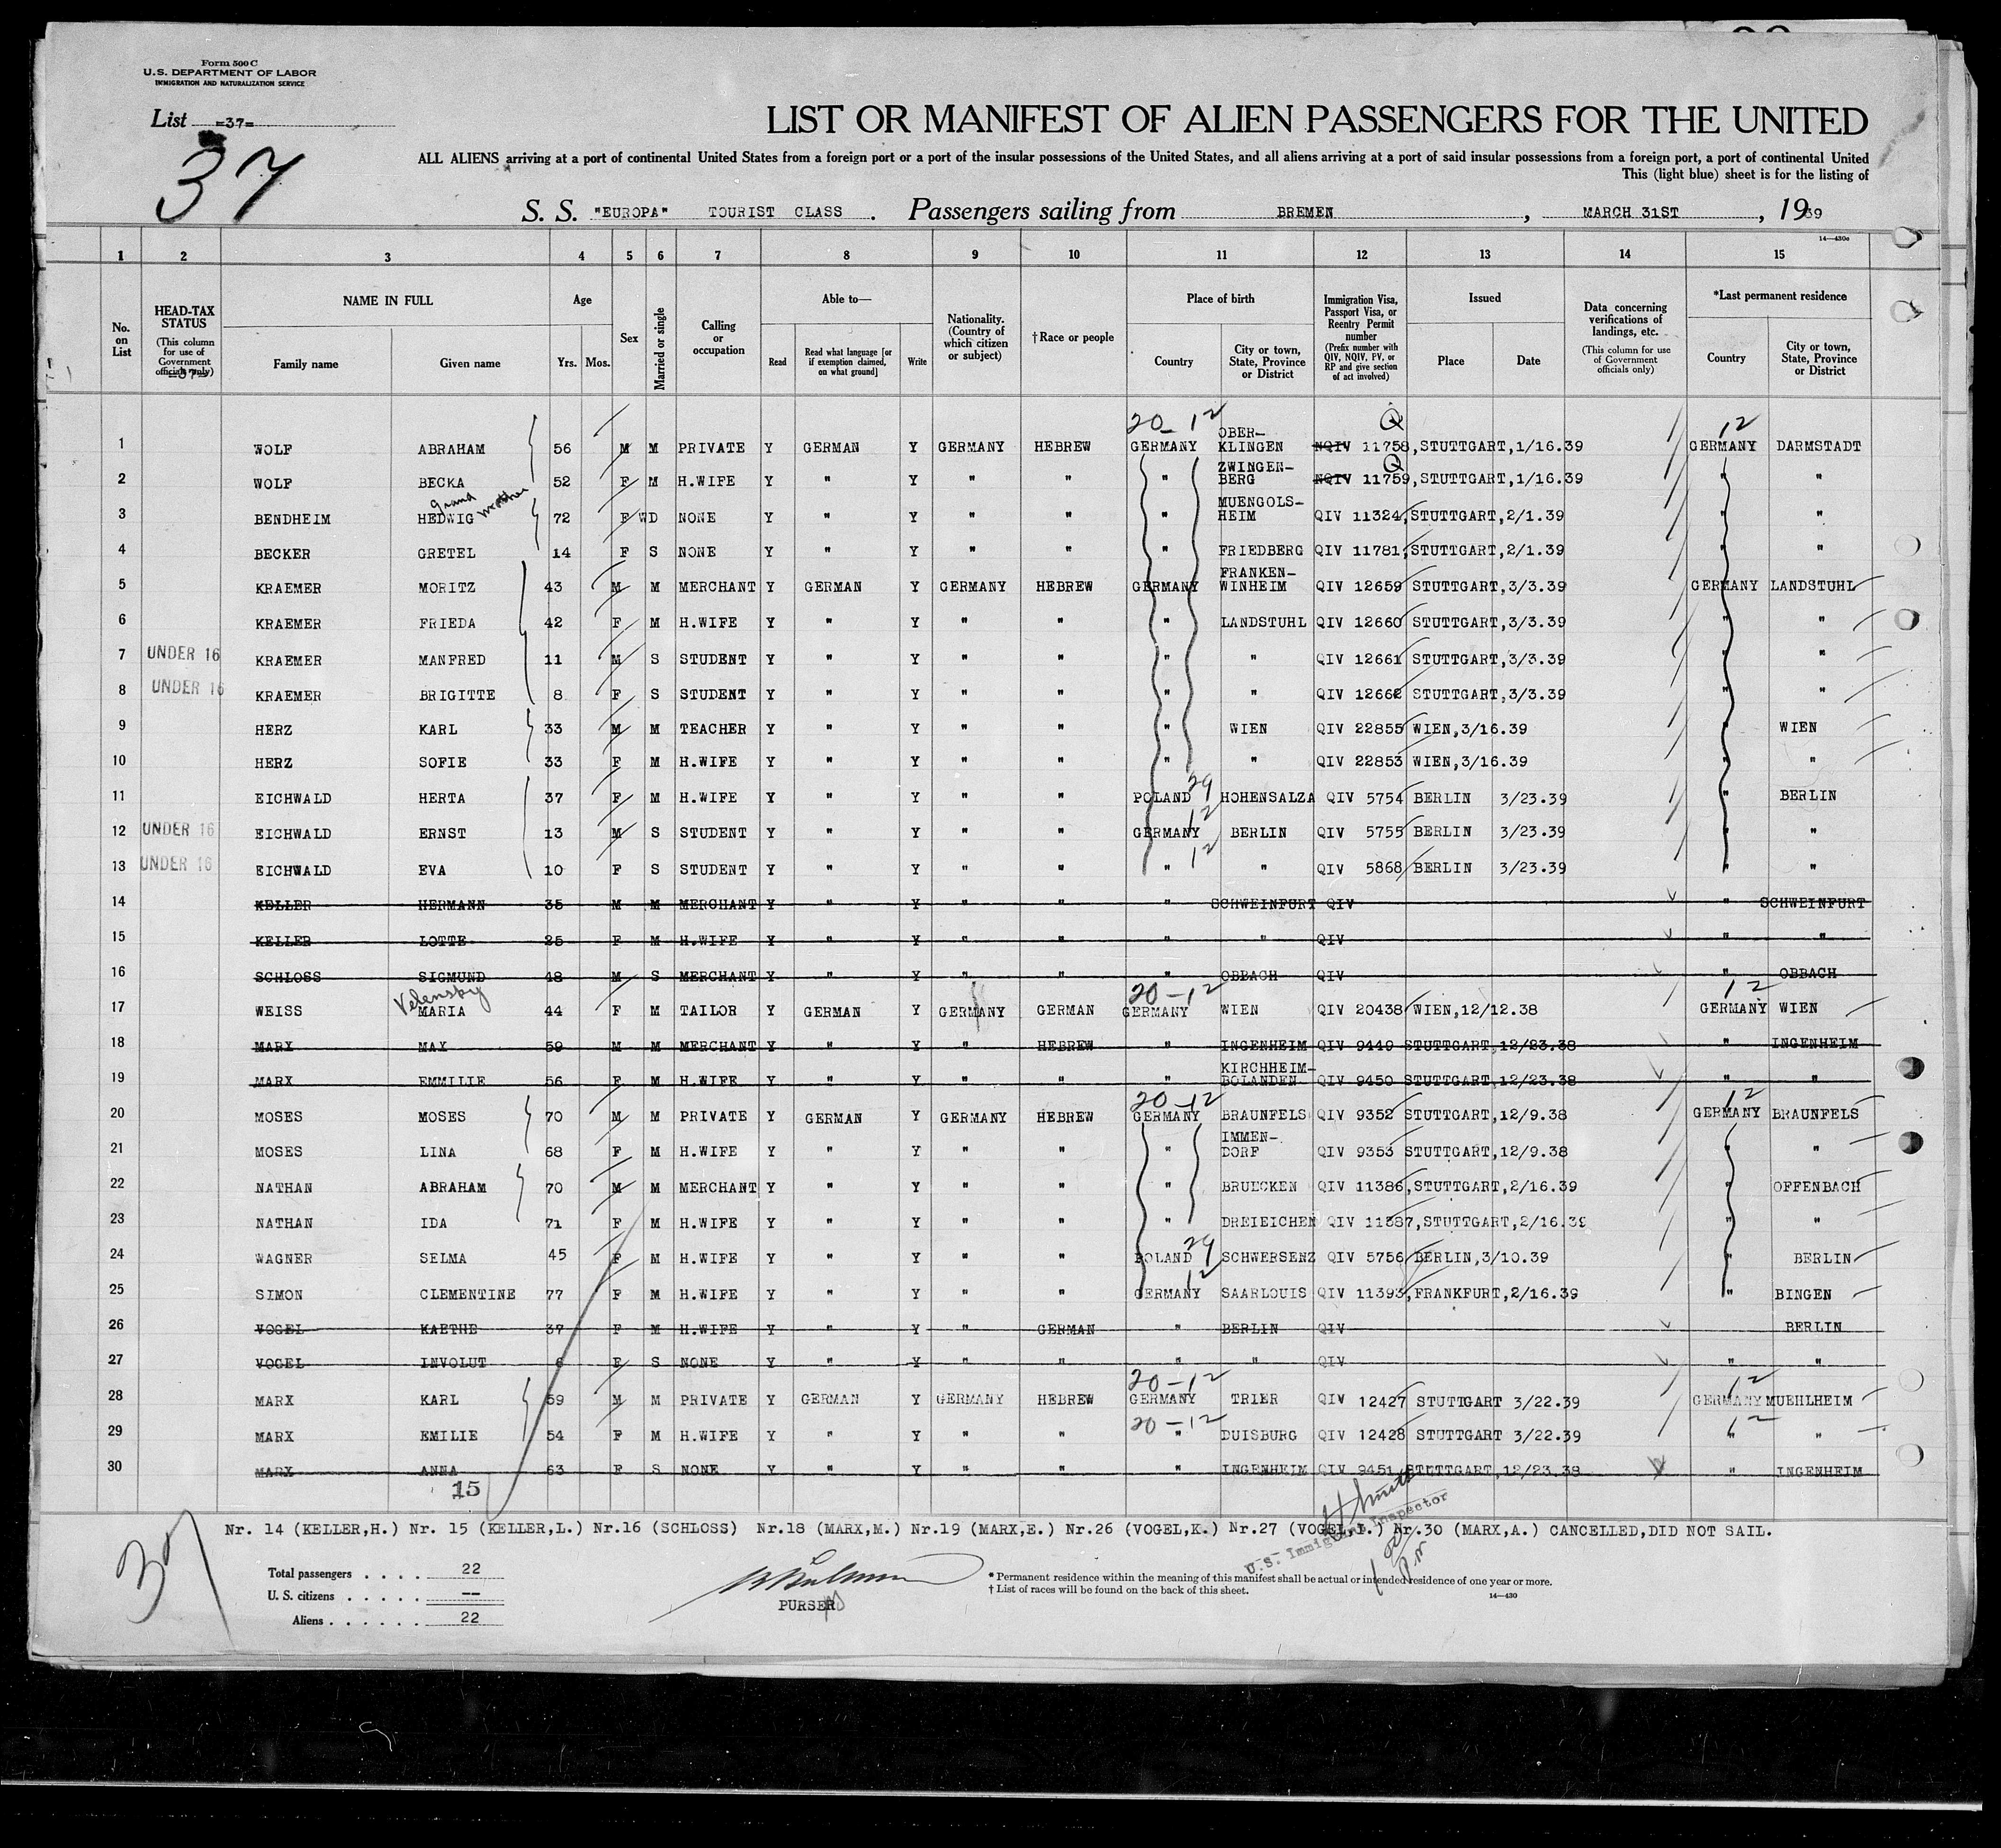 Form 500 C
U.S. DEPARTMENT OF LABOR
IMMIGRATION AND NATURALIZATION SERVICE
List =37=
37
LIST OR MANIFEST OF ALIEN PASSENGERS FOR THE UNITED
ALL ALIENS arriving at a port of continental United States from a foreign port or a port of the insular possessions of the United States, and all aliens arriving at a port of said insular possessions from a foreign port, a port of continental United
This (light blue) sheet is for the listing of
S. S. "EUROPA" TOURIST CLASS. Passengers sailing from BREMEN, MARCH 31ST, 1939
14—430c
1 2 3 4 5 6 7 8 9 10 11 12 13 14 15
No. on List
HEAD-TAX STATUS (This column for use of Government officials only) =37=
NAME IN FULL Family name Given name
Age Yrs. Mos.
Sex
Married or single
Calling or occupation
Able to— Read Read what language [or if exemption claimed, on what ground] Write
Nationality. (Country of which citizen or subject)
†Race or people
Place of birth Country City or town, State, Province or District
Immigration Visa, Passport Visa, or Reentry Permit number (Prefix number with QIV, NQIV, PV, or RP and give section of act involved)
Issued Place Date
Data concerning verifications of landings, etc. (This column for use of Government officials only)
*Last permanent residence Country City or town, State, Province or District
20-12 Q 12
1 WOLF ABRAHAM 56 M M PRIVATE Y GERMAN Y GERMANY HEBREW GERMANY OBER-KLINGEN NQIV 11758, STUTTGART, 1/16.39 GERMANY DARMSTADT
Q
2 WOLF BECKA 52 F M H.WIFE Y " Y " " " ZWINGEN-BERG NQIV 11759, STUTTGART, 1/16.39 " "
grand mother
3 BENDHEIM HEDWIG 72 F WD NONE Y " Y " " " MUENGOLS-HEIM QIV 11324, STUTTGART, 2/1.39 " "
4 BECKER GRETEL 14 F S NONE Y " Y " " " FRIEDBERG QIV 11781, STUTTGART, 2/1.39 " "
5 KRAEMER MORITZ 43 M M MERCHANT Y GERMAN Y GERMANY HEBREW GERMANY FRANKEN-WINHEIM QIV 12659 STUTTGART, 3/3.39 GERMANY LANDSTUHL
6 KRAEMER FRIEDA 42 F M H.WIFE Y " Y " " " LANDSTUHL QIV 12660 STUTTGART, 3/3.39 " "
7 UNDER 16 KRAEMER MANFRED 11 M S STUDENT Y " Y " " " " QIV 12661 STUTTGART, 3/3.39 " "
8 UNDER 16 KRAEMER BRIGITTE 8 F S STUDENT Y " Y " " " " QIV 12662 STUTTGART, 3/3.39 " "
9 HERZ KARL 33 M M TEACHER Y " Y " " " WIEN QIV 22855 WIEN, 3/16.39 " WIEN
10 HERZ SOFIE 33 F M H.WIFE Y " Y " " " " QIV 22853 WIEN, 3/16.39 " "
11 EICHWALD HERTA 37 F M H.WIFE Y " Y " " POLAND 29 HOHENSALZA QIV 5754 BERLIN 3/23.39 " BERLIN
12 UNDER 16 EICHWALD ERNST 13 M S STUDENT Y " Y " " GERMANY 12 BERLIN QIV 5755 BERLIN 3/23.39 " "
13 UNDER 16 EICHWALD EVA 10 F S STUDENT Y " Y " " " 12 " QIV 5868 BERLIN 3/23.39 " "
14 KELLER HERMANN 35 M M MERCHANT Y " Y " " " SCHWEINFURT QIV " SCHWEINFURT
15 KELLER LOTTE 25 F M H.WIFE Y " Y " " " " QIV " "
16 SCHLOSS SIGMUND 48 M S MERCHANT Y " Y " " " OBBACH QIV " OBBACH
20-12 12
17 WEISS MARIA 44 F M TAILOR Y GERMAN Y GERMANY GERMAN GERMANY WIEN QIV 20438 WIEN, 12/12.38 GERMANY WIEN
18 MARX MAX 59 M M MERCHANT Y " Y " HEBREW " INGENHEIM QIV 9449 STUTTGART, 12/23.38 " INGENHEIM
19 MARX EMMILIE 56 F M H.WIFE Y " Y " " " KIRCHHEIM-BOLANDEN QIV 9450 STUTTGART, 12/23.38 " "
20-12 12
20 MOSES MOSES 70 M M PRIVATE Y GERMAN Y GERMANY HEBREW GERMANY BRAUNFELS QIV 9352 STUTTGART, 12/9.38 GERMANY BRAUNFELS
21 MOSES LINA 68 F M H.WIFE Y " Y " " " IMMEN-DORF QIV 9353 STUTTGART, 12/9.38 " "
22 NATHAN ABRAHAM 70 M M MERCHANT Y " Y " " " BRUECKEN QIV 11386, STUTTGART, 2/16.39 " OFFENBACH
23 NATHAN IDA 71 F M H.WIFE Y " Y " " " DREIEICHEN QIV 11387, STUTTGART, 2/16.39 " "
24 WAGNER SELMA 45 F M H.WIFE Y " Y " " POLAND 29 SCHWERSENZ QIV 5756 BERLIN, 3/10.39 " BERLIN
25 SIMON CLEMENTINE 77 F M H.WIFE Y " Y " " GERMANY 12 SAARLOUIS QIV 11393, FRANKFURT, 2/16.39 " BINGEN
26 VOGEL KAETHE 37 F M H.WIFE Y " Y " GERMAN " BERLIN QIV BERLIN
27 VOGEL INVOLUT 6 F S NONE Y " Y " " " " QIV " "
20-12 12
28 MARX KARL 59 M M PRIVATE Y GERMAN Y GERMANY HEBREW GERMANY TRIER QIV 12427 STUTTGART 3/22.39 GERMANY MUEHLHEIM
20-12 12
29 MARX EMILIE 54 F M H.WIFE Y " Y " " " DUISBURG QIV 12428 STUTTGART 3/22.39 " "
30 MARX ANNA 63 F S NONE Y " Y " " " INGENHEIM QIV 9451 STUTTGART, 12/23.38 " INGENHEIM
15
U.S. Immigrant Inspector
Nr. 14 (KELLER,H.) Nr. 15 (KELLER,L.) Nr.16 (SCHLOSS) Nr.18 (MARX,M.) Nr.19 (MARX,E.) Nr.26 (VOGEL,K.) Nr.27 (VOGEL,I.) Nr.30 (MARX,A.) CANCELLED,DID NOT SAIL.
37
Total passengers . . . . 22
U. S. citizens . . . . . --
Aliens . . . . . . 22
PURSER
* Permanent residence within the meaning of this manifest shall be actual or intended residence of one year or more.
† List of races will be found on the back of this sheet.
14—430